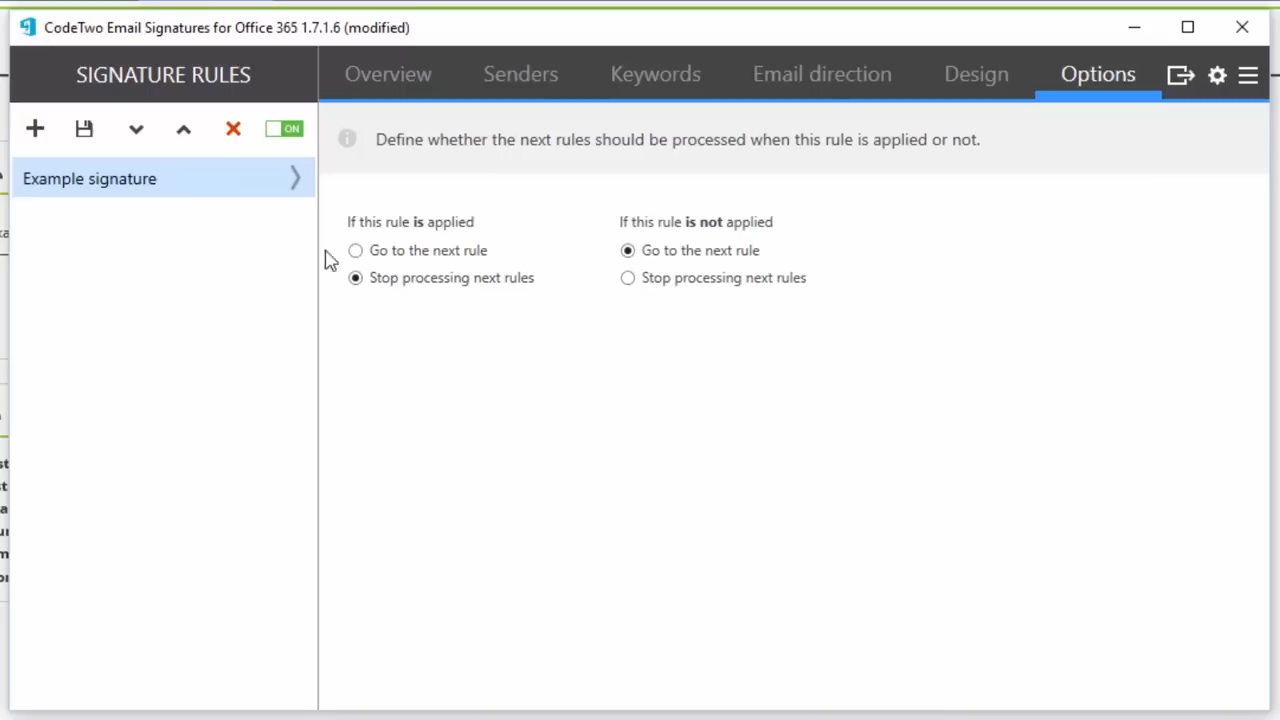 CodeTwo Email Signatures for Office 365 1.7.1.6 (modified)
SIGNATURE RULES
Overview
Senders
Keywords
Email direction
Design
Options
ON
Example signature
Define whether the next rules should be processed when this rule is applied or not.
If this rule is applied
Go to the next rule
Stop processing next rules
If this rule is not applied
Go to the next rule
Stop processing next rules